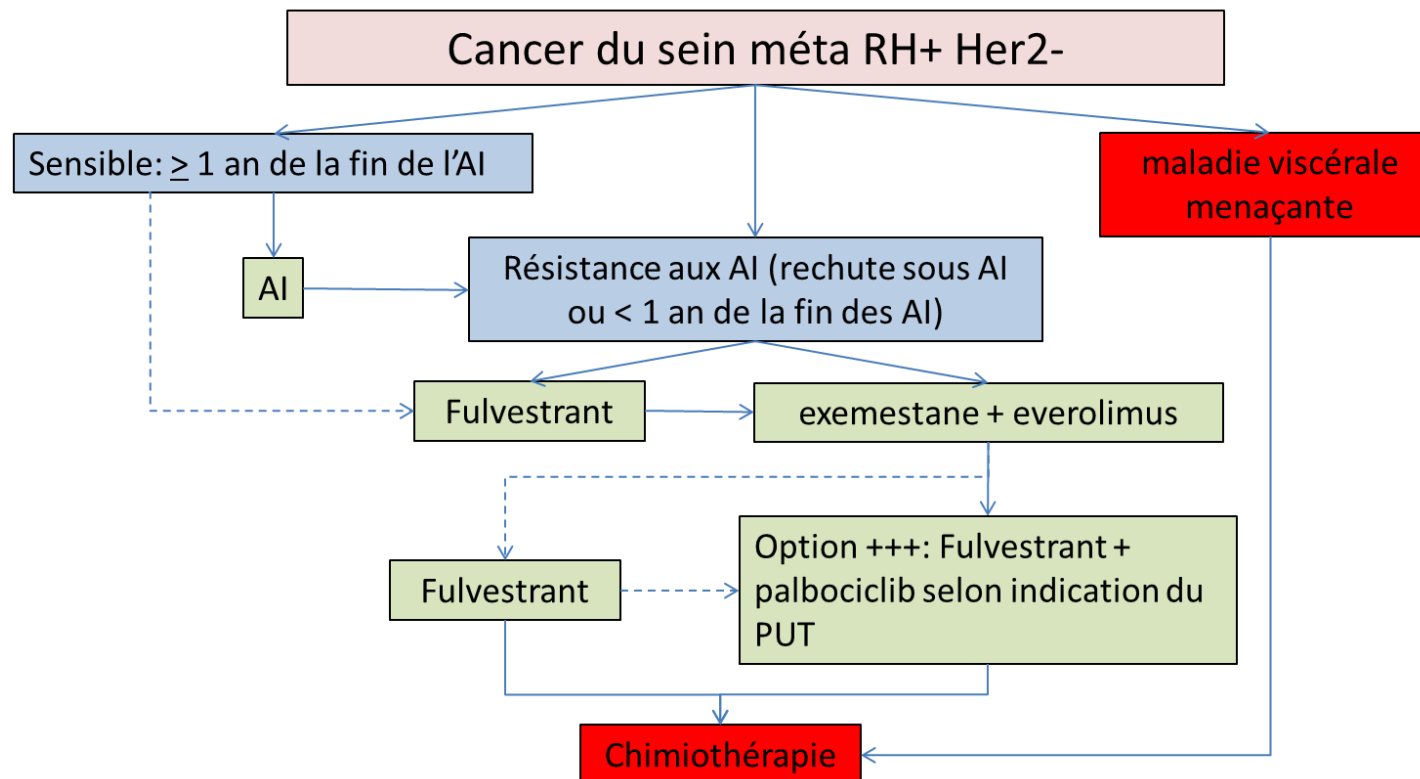 Cancer du sein méta RH+ Her2-
Sensible: ≥ 1 an de la fin de l'AI
maladie viscérale
menaçante
AI
Résistance aux AI (rechute sous AI
ou < 1 an de la fin des AI)
Fulvestrant
exemestane + everolimus
Fulvestrant
Option +++: Fulvestrant +
palbociclib selon indication du
PUT
Chimiothérapie